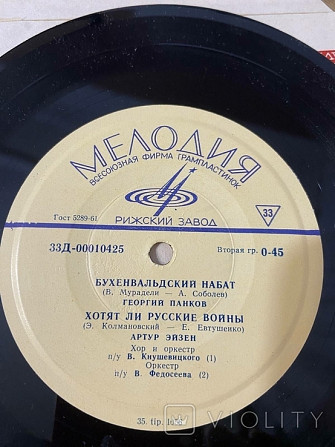 МЕЛОДИЯ
ВСЕСОЮЗНАЯ ФИРМА ГРАМПЛАСТИНОК
Гост 5289-61
РИЖСКИЙ ЗАВОД
33
33Д-00010425
Вторая гр. 0-45
БУХЕНВАЛЬДСКИЙ НАБАТ
(В. Мурадели — А. Соболев)
ГЕОРГИЙ ПАНКОВ
ХОТЯТ ЛИ РУССКИЕ ВОЙНЫ
(Э. Колмановский — Е. Евтушенко)
АРТУР ЭЙЗЕН
Хор и оркестр
п/у В. Кнушевицкого (1)
Оркестр
п/у В. Федосеева (2)
35. tip.
VIOLITY